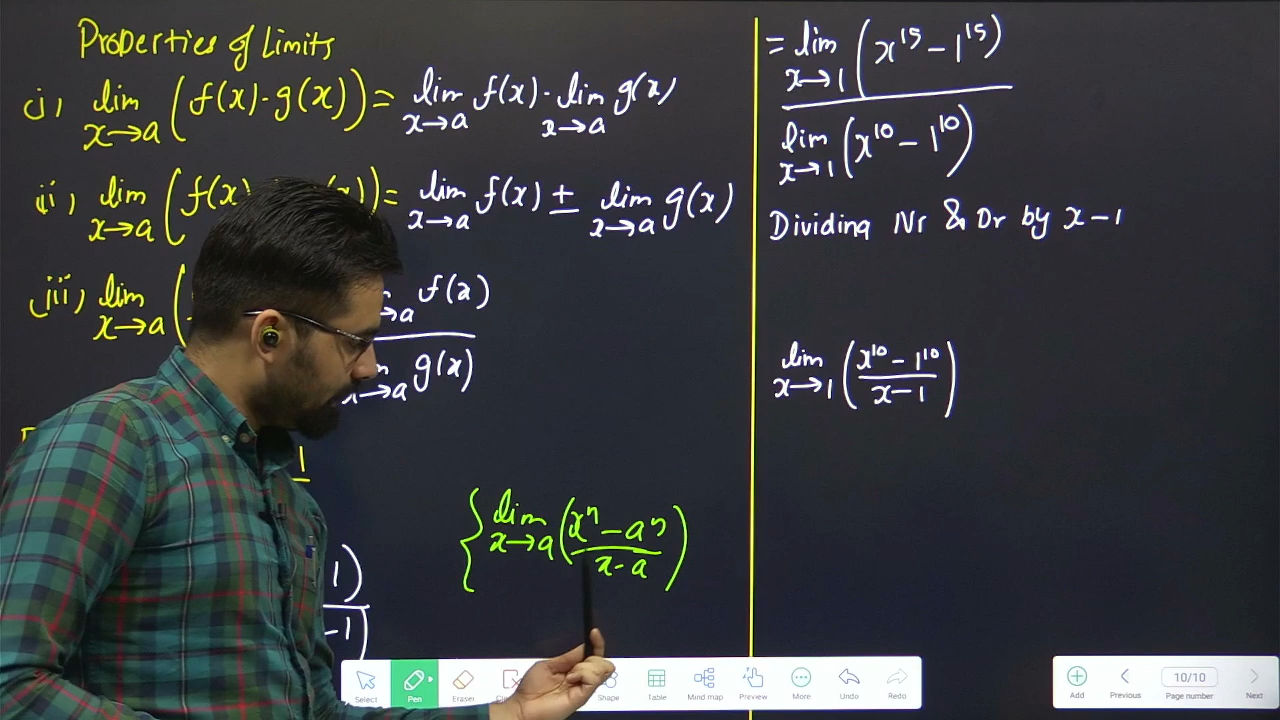 Properties of Limits
(i) lim x→a (f(x)·g(x)) = lim x→a f(x)·lim x→a g(x)
(ii) lim x→a (f(x) )) = lim x→a f(x) ± lim x→a g(x)
(iii) lim x→a ( →a f(x)
→a g(x)
1
1)
-1)
{ lim x→a (xⁿ - aⁿ / x - a)
= lim x→1 (x¹⁵ - 1¹⁵)
lim x→1 (x¹⁰ - 1¹⁰)
Dividing Nr & Dr by x-1
lim x→1 (x¹⁰ - 1¹⁰ / x-1)
Select Pen Eraser Shape Table Mind map Preview More Undo Redo
Add Previous 10/10 Page number Next